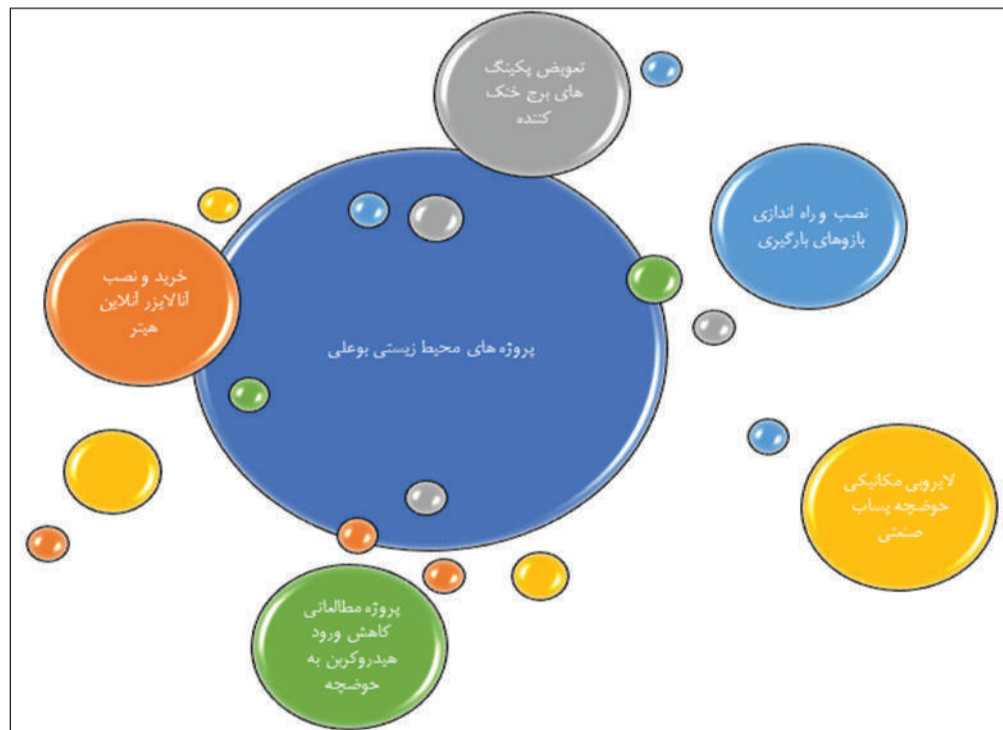 تعویض پکینگ
های برج خنک
کننده
نصب و راه اندازی
بازوهای بارگیری
خرید و نصب
آنالایزر آنلاین
هیتر
پروژه های محیط زیستی بوعلی
لایروبی مکانیکی
حوضچه پساب
صنعتی
پروژه مطالعاتی
کاهش ورود
هیدروکربن به
حوضچه